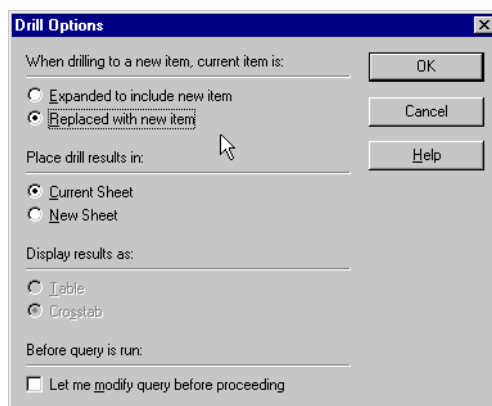 Drill Options
When drilling to a new item, current item is:
OK
Expanded to include new item
Replaced with new item
Cancel
Place drill results in:
Help
Current Sheet
New Sheet
Display results as:
Table
Crosstab
Before query is run:
Let me modify query before proceeding